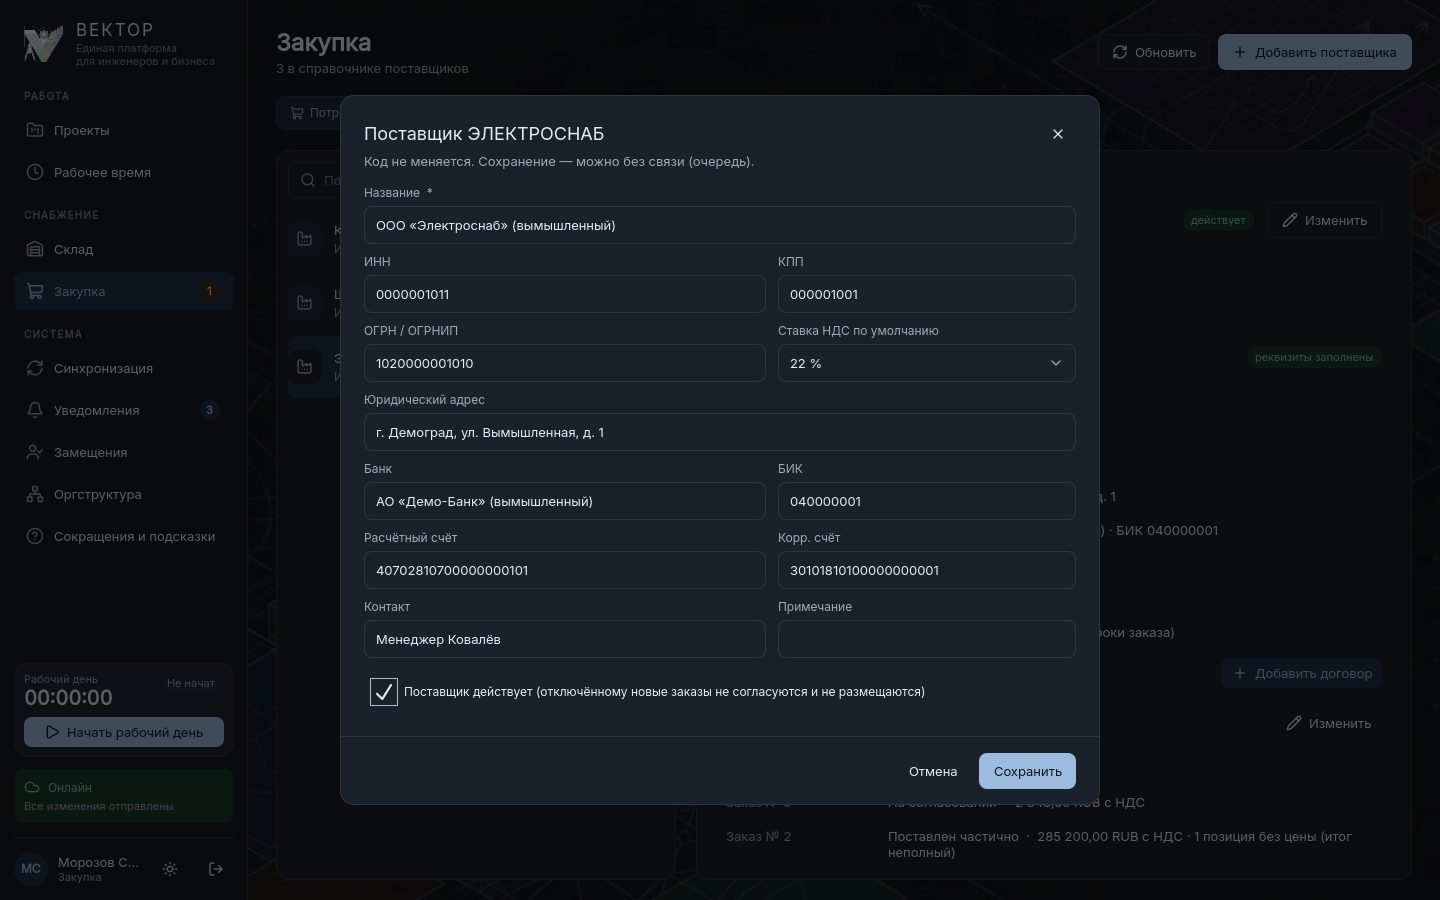 ВЕКТОР
Единая платформа
для инженеров и бизнеса
РАБОТА
Проекты
Рабочее время
СНАБЖЕНИЕ
Склад
Закупка
1
СИСТЕМА
Синхронизация
Уведомления
3
Замещения
Оргструктура
Сокращения и подсказки
Рабочий день
Не начат
00:00:00
Начать рабочий день
Онлайн
Все изменения отправлены
МС
Морозов С...
Закупка
Закупка
3 в справочнике поставщиков
Обновить
Добавить поставщика
действует
Изменить
реквизиты заполнены
д. 1
) · БИК 040000001
Добавить договор
Изменить
с НДС
Заказ № 2
Поставлен частично · 285 200,00 RUB с НДС · 1 позиция без цены (итог
неполный)
Поставщик ЭЛЕКТРОСНАБ
Код не меняется. Сохранение — можно без связи (очередь).
Название *
ООО «Электроснаб» (вымышленный)
ИНН
КПП
0000001011
000001001
ОГРН / ОГРНИП
Ставка НДС по умолчанию
1020000001010
22 %
Юридический адрес
г. Демоград, ул. Вымышленная, д. 1
Банк
БИК
АО «Демо-Банк» (вымышленный)
040000001
Расчётный счёт
Корр. счёт
40702810700000000101
30101810100000000001
Контакт
Примечание
Менеджер Ковалёв
Поставщик действует (отключённому новые заказы не согласуются и не размещаются)
Отмена
Сохранить